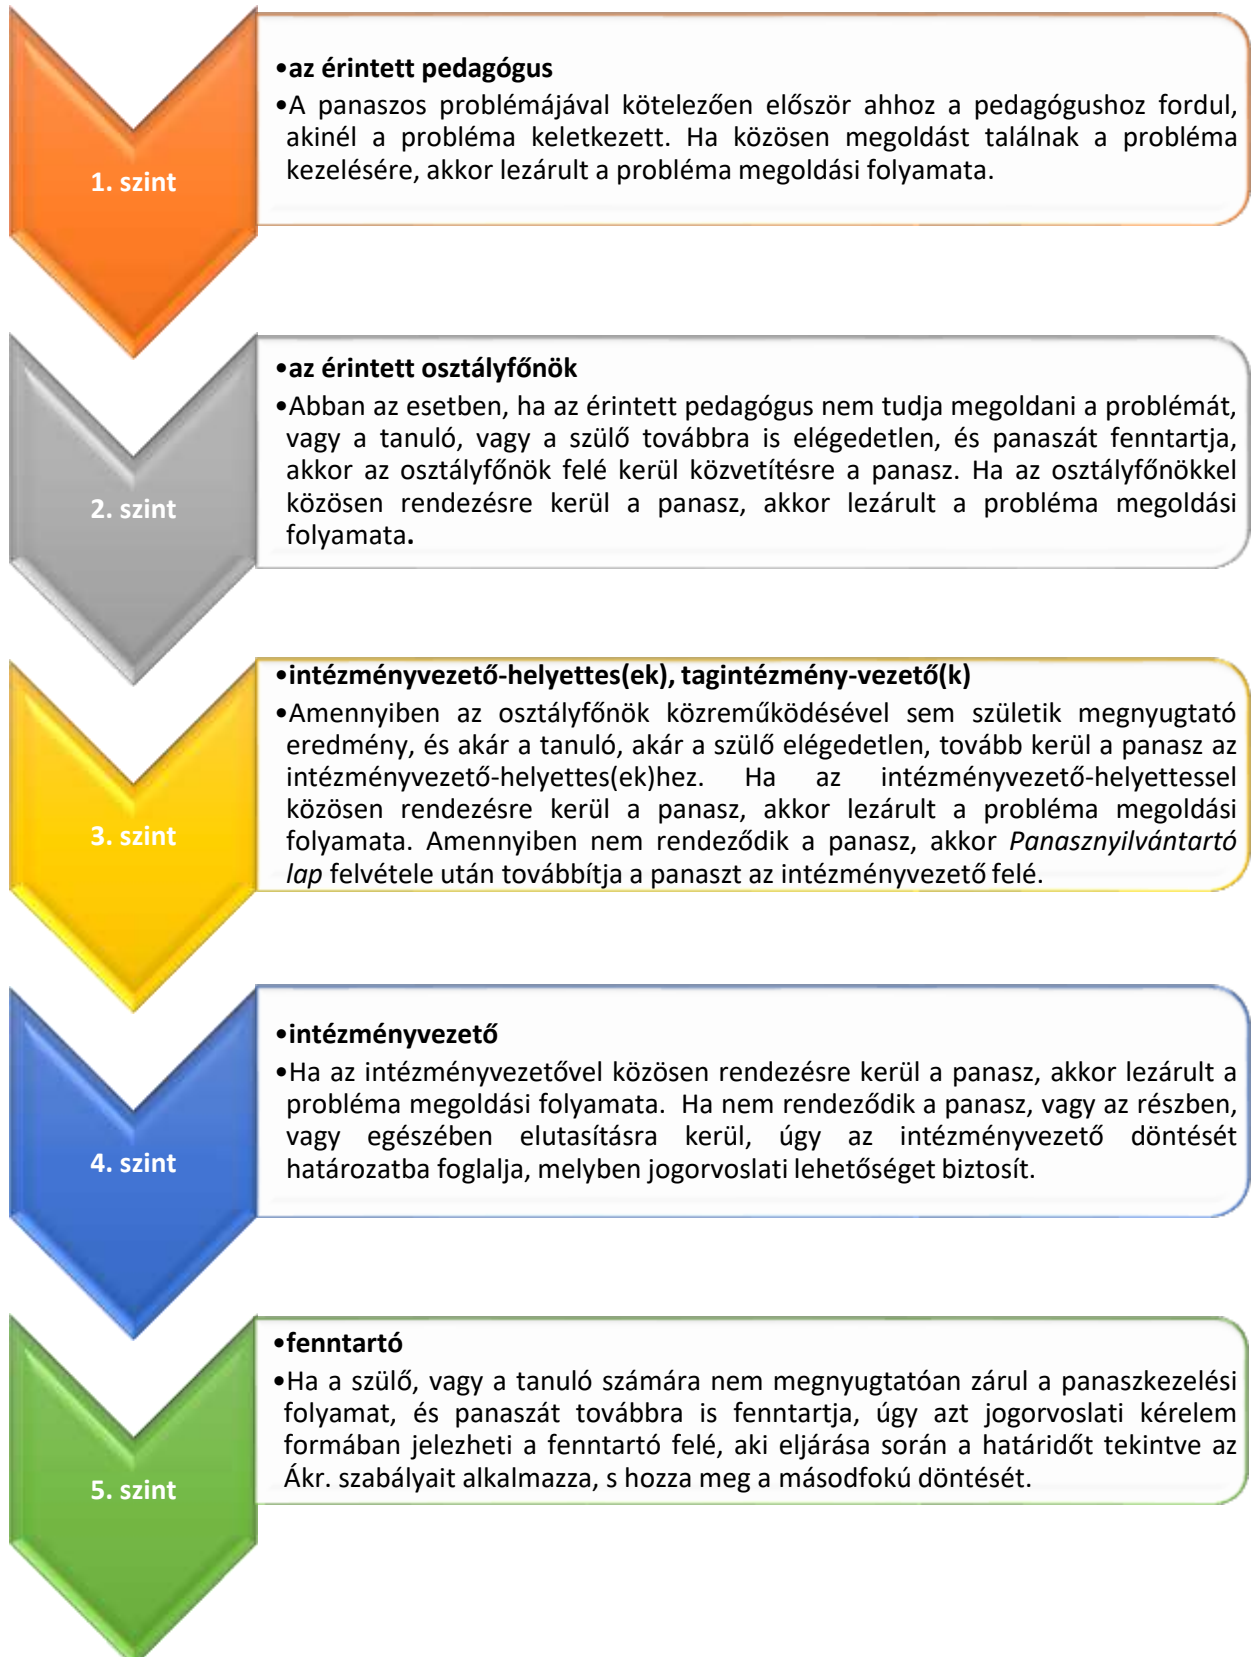 1. szint
•az érintett pedagógus
•A panaszos problémájával kötelezően először ahhoz a pedagógushoz fordul,
akinél a probléma keletkezett. Ha közösen megoldást találnak a probléma
kezelésére, akkor lezárult a probléma megoldási folyamata.
2. szint
•az érintett osztályfőnök
•Abban az esetben, ha az érintett pedagógus nem tudja megoldani a problémát,
vagy a tanuló, vagy a szülő továbbra is elégedetlen, és panaszát fenntartja,
akkor az osztályfőnök felé kerül közvetítésre a panasz. Ha az osztályfőnökkel
közösen rendezésre kerül a panasz, akkor lezárult a probléma megoldási
folyamata.
3. szint
•intézményvezető-helyettes(ek), tagintézmény-vezető(k)
•Amennyiben az osztályfőnök közreműködésével sem születik megnyugtató
eredmény, és akár a tanuló, akár a szülő elégedetlen, tovább kerül a panasz az
intézményvezető-helyettes(ek)hez. Ha az intézményvezető-helyettessel
közösen rendezésre kerül a panasz, akkor lezárult a probléma megoldási
folyamata. Amennyiben nem rendeződik a panasz, akkor Panasznyilvántartó
lap felvétele után továbbítja a panaszt az intézményvezető felé.
4. szint
•intézményvezető
•Ha az intézményvezetővel közösen rendezésre kerül a panasz, akkor lezárult a
probléma megoldási folyamata. Ha nem rendeződik a panasz, vagy az részben,
vagy egészében elutasításra kerül, úgy az intézményvezető döntését
határozatba foglalja, melyben jogorvoslati lehetőséget biztosít.
5. szint
•fenntartó
•Ha a szülő, vagy a tanuló számára nem megnyugtatóan zárul a panaszkezelési
folyamat, és panaszát továbbra is fenntartja, úgy azt jogorvoslati kérelem
formában jelezheti a fenntartó felé, aki eljárása során a határidőt tekintve az
Ákr. szabályait alkalmazza, s hozza meg a másodfokú döntését.